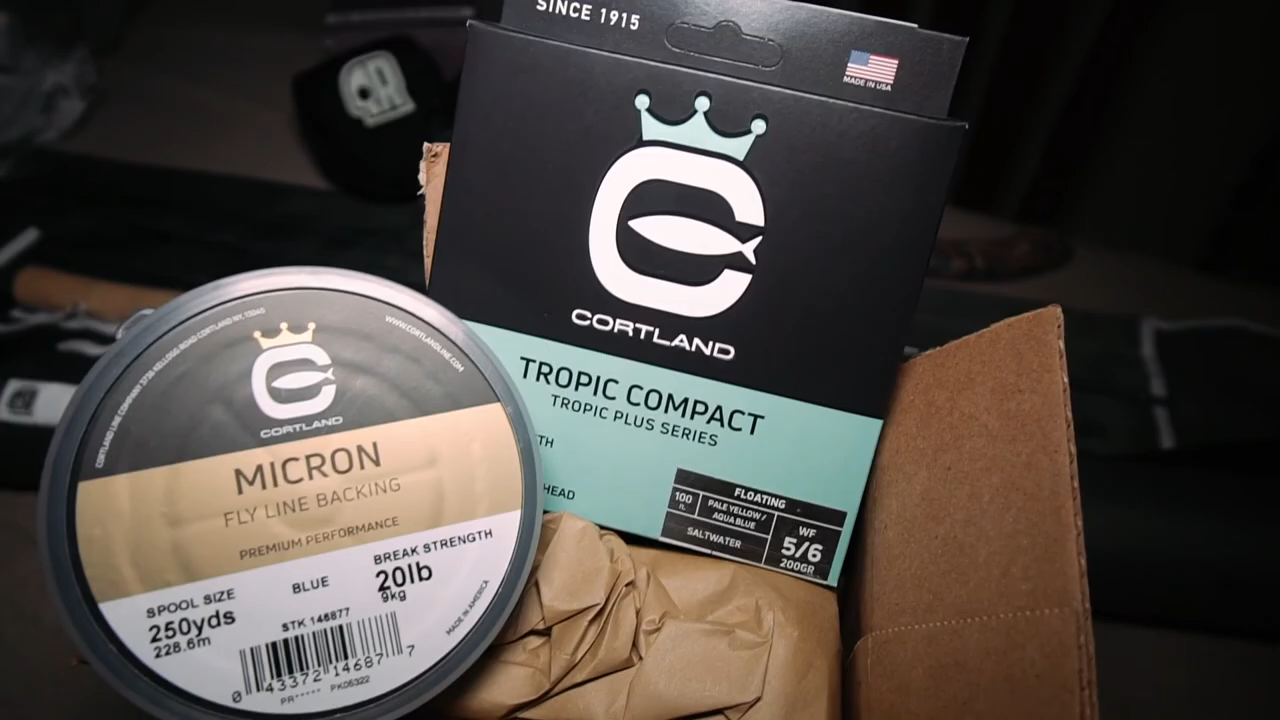 SINCE 1915
MADE IN USA
CORTLAND
TROPIC COMPACT
TROPIC PLUS SERIES
TH
HEAD
FLOATING
100 ft.
PALE YELLOW /
AQUA BLUE
SALTWATER
WF
5/6
200GR
WWW.CORTLANDLINE.COM
CORTLAND
MICRON
FLY LINE BACKING
PREMIUM PERFORMANCE
SPOOL SIZE
250yds
228.6m
BLUE
BREAK STRENGTH
20lb
9kg
STK 146877
MADE IN AMERICA
0 43372 14687 7
PK05322